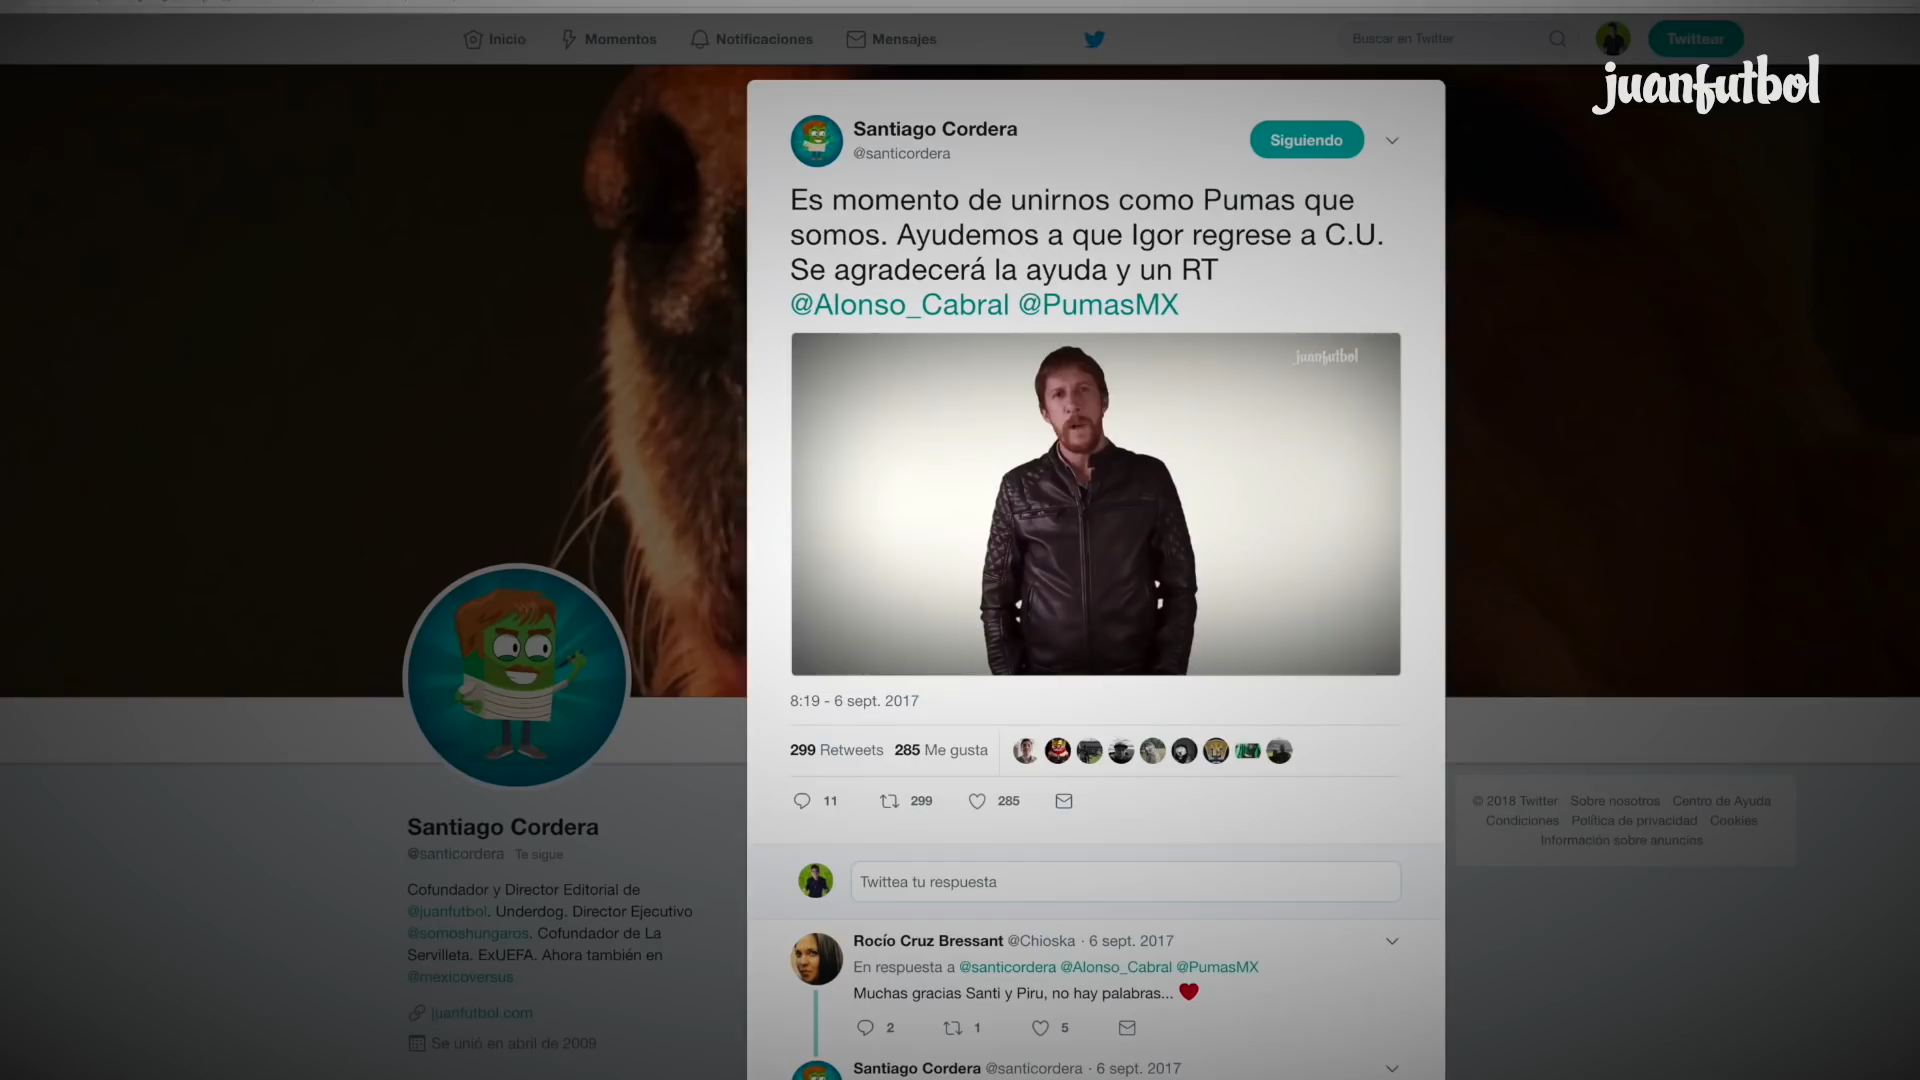 Inicio
Momentos
Notificaciones
Mensajes
Buscar en Twitter
Twittear
juanfutbol
Santiago Cordera
@santicordera
Siguiendo
Es momento de unirnos como Pumas que
somos. Ayudemos a que Igor regrese a C.U.
Se agradecerá la ayuda y un RT
@Alonso_Cabral @PumasMX
juanfutbol
8:19 - 6 sept. 2017
299 Retweets 285 Me gusta
11 299 285
Santiago Cordera
@santicordera Te sigue
Cofundador y Director Editorial de
@juanfutbol. Underdog. Director Ejecutivo
@somoshungaros. Cofundador de La
Servilleta. ExUEFA. Ahora también en
@mexicoversus
juanfutbol.com
Se unió en abril de 2009
© 2018 Twitter Sobre nosotros Centro de Ayuda
Condiciones Política de privacidad Cookies
Información sobre anuncios
Twittea tu respuesta
Rocío Cruz Bressant @Chioska · 6 sept. 2017
En respuesta a @santicordera @Alonso_Cabral @PumasMX
Muchas gracias Santi y Piru, no hay palabras... ❤
2 1 5
Santiago Cordera @santicordera · 6 sept. 2017